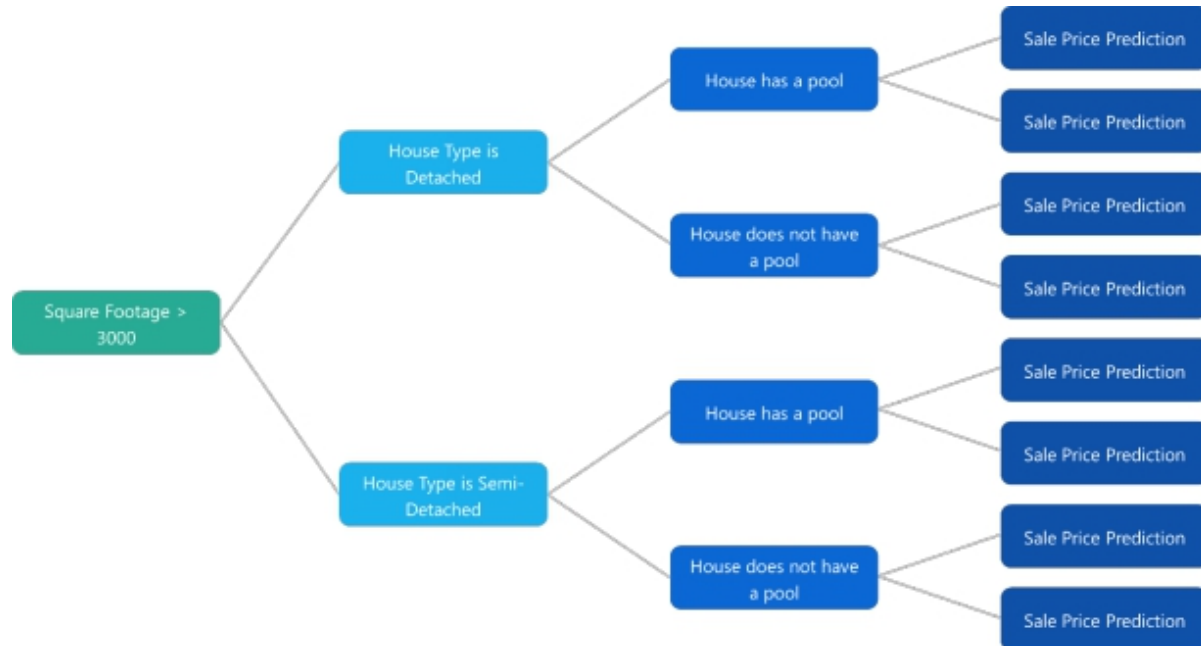 Square Footage >
3000
House Type is
Detached
House Type is Semi-
Detached
House has a pool
House does not have
a pool
House has a pool
House does not have
a pool
Sale Price Prediction
Sale Price Prediction
Sale Price Prediction
Sale Price Prediction
Sale Price Prediction
Sale Price Prediction
Sale Price Prediction
Sale Price Prediction